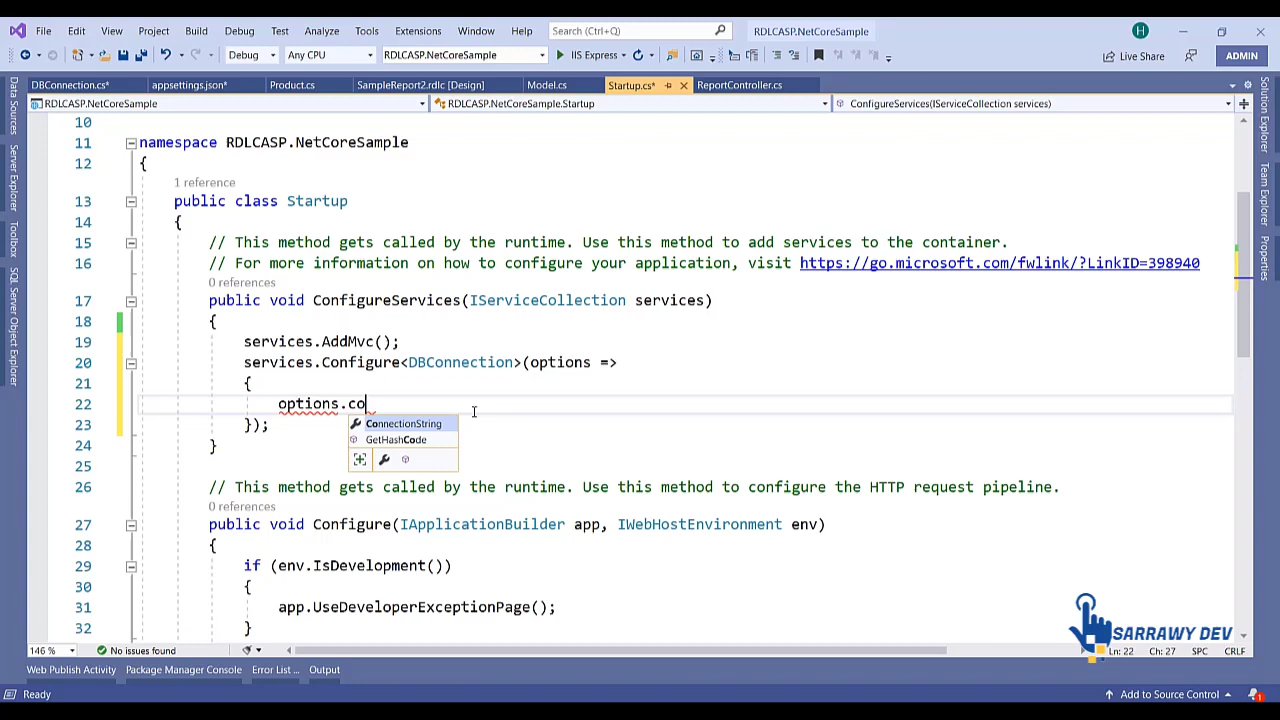 File Edit View Project Build Debug Test Analyze Tools Extensions Window Help Search (Ctrl+Q) RDLCASP.NetCoreSample H
Debug Any CPU RDLCASP.NetCoreSample IIS Express Live Share ADMIN
DBConnection.cs* appsettings.json* Product.cs SampleReport2.rdlc [Design] Model.cs Startup.cs* ReportController.cs
RDLCASP.NetCoreSample RDLCASP.NetCoreSample.Startup ConfigureServices(IServiceCollection services)
Data Sources
Server Explorer
Toolbox
SQL Server Object Explorer
10
11 namespace RDLCASP.NetCoreSample
12 {
1 reference
13 public class Startup
14 {
15 // This method gets called by the runtime. Use this method to add services to the container.
16 // For more information on how to configure your application, visit https://go.microsoft.com/fwlink/?LinkID=398940
0 references
17 public void ConfigureServices(IServiceCollection services)
18 {
19 services.AddMvc();
20 services.Configure<DBConnection>(options =>
21 {
22 options.co
ConnectionString
23 });
GetHashCode
24 }
25
26 // This method gets called by the runtime. Use this method to configure the HTTP request pipeline.
0 references
27 public void Configure(IApplicationBuilder app, IWebHostEnvironment env)
28 {
29 if (env.IsDevelopment())
30 {
31 app.UseDeveloperExceptionPage();
32 }
Solution Explorer
Team Explorer
Properties
SARRAWY DEV
146 % No issues found Ln: 22 Ch: 27 SPC CRLF
Web Publish Activity Package Manager Console Error List ... Output
Ready Add to Source Control 1